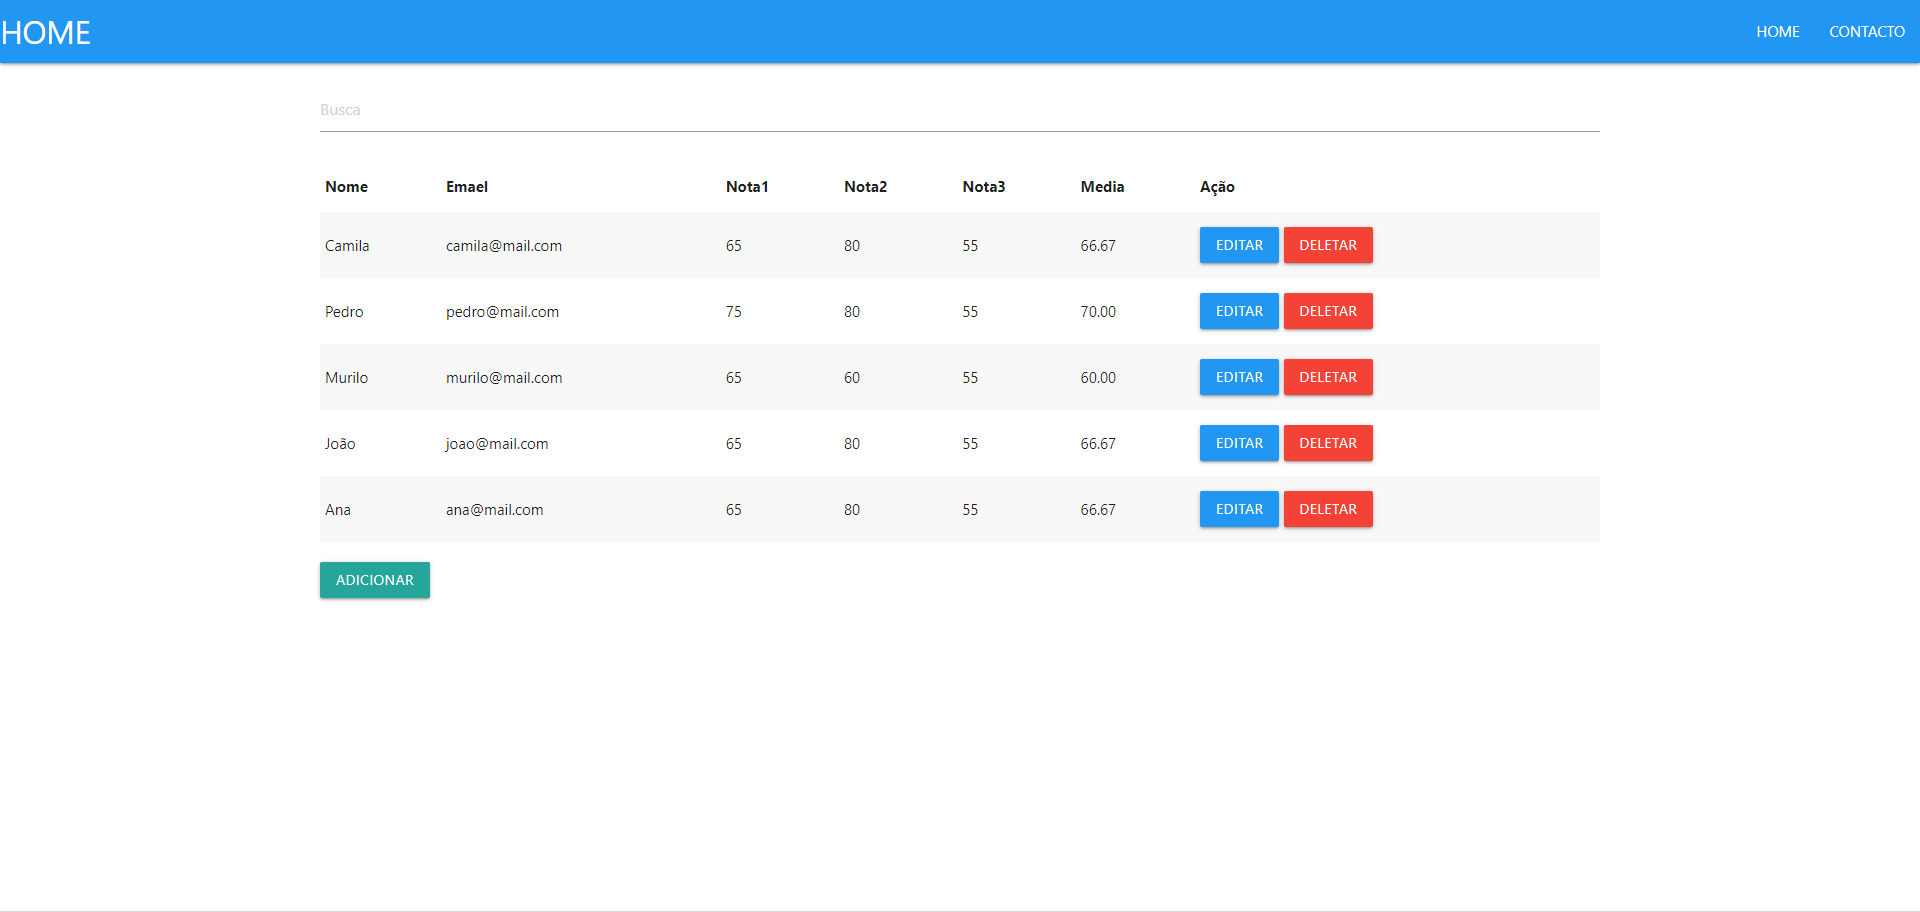 HOME HOME CONTACTO
Busca
Nome Emael Nota1 Nota2 Nota3 Media Ação
Camila camila@mail.com 65 80 55 66.67 EDITAR DELETAR
Pedro pedro@mail.com 75 80 55 70.00 EDITAR DELETAR
Murilo murilo@mail.com 65 60 55 60.00 EDITAR DELETAR
João joao@mail.com 65 80 55 66.67 EDITAR DELETAR
Ana ana@mail.com 65 80 55 66.67 EDITAR DELETAR
ADICIONAR